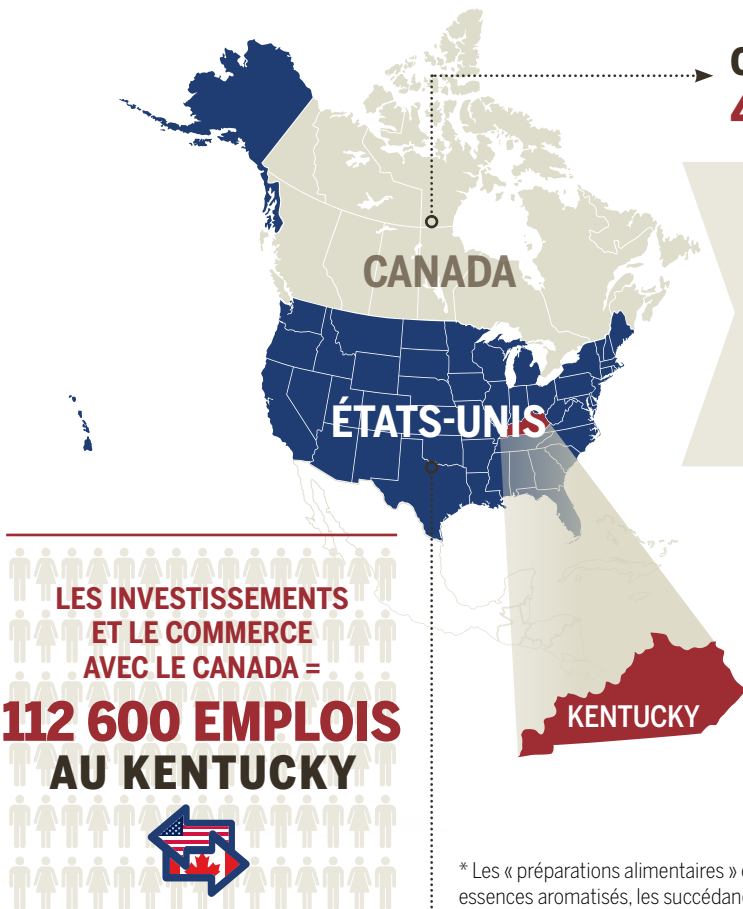 CANADA
ÉTATS-UNIS
LES INVESTISSEMENTS
ET LE COMMERCE
AVEC LE CANADA =
112 600 EMPLOIS
AU KENTUCKY
KENTUCKY
* Les « préparations alimentaires »
essences aromatisés, les